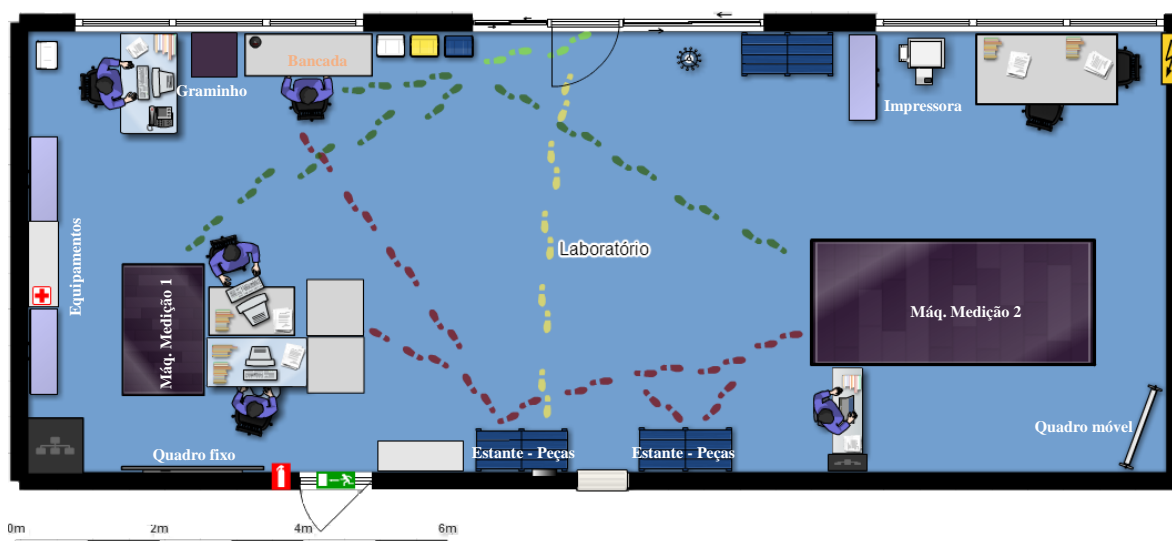 Bancada
Graminho
Impressora
Equipamentos
Laboratório
Máq. Medição 1
Máq. Medição 2
Quadro móvel
Quadro fixo
Estante - Peças
Estante - Peças
0m
2m
4m
6m